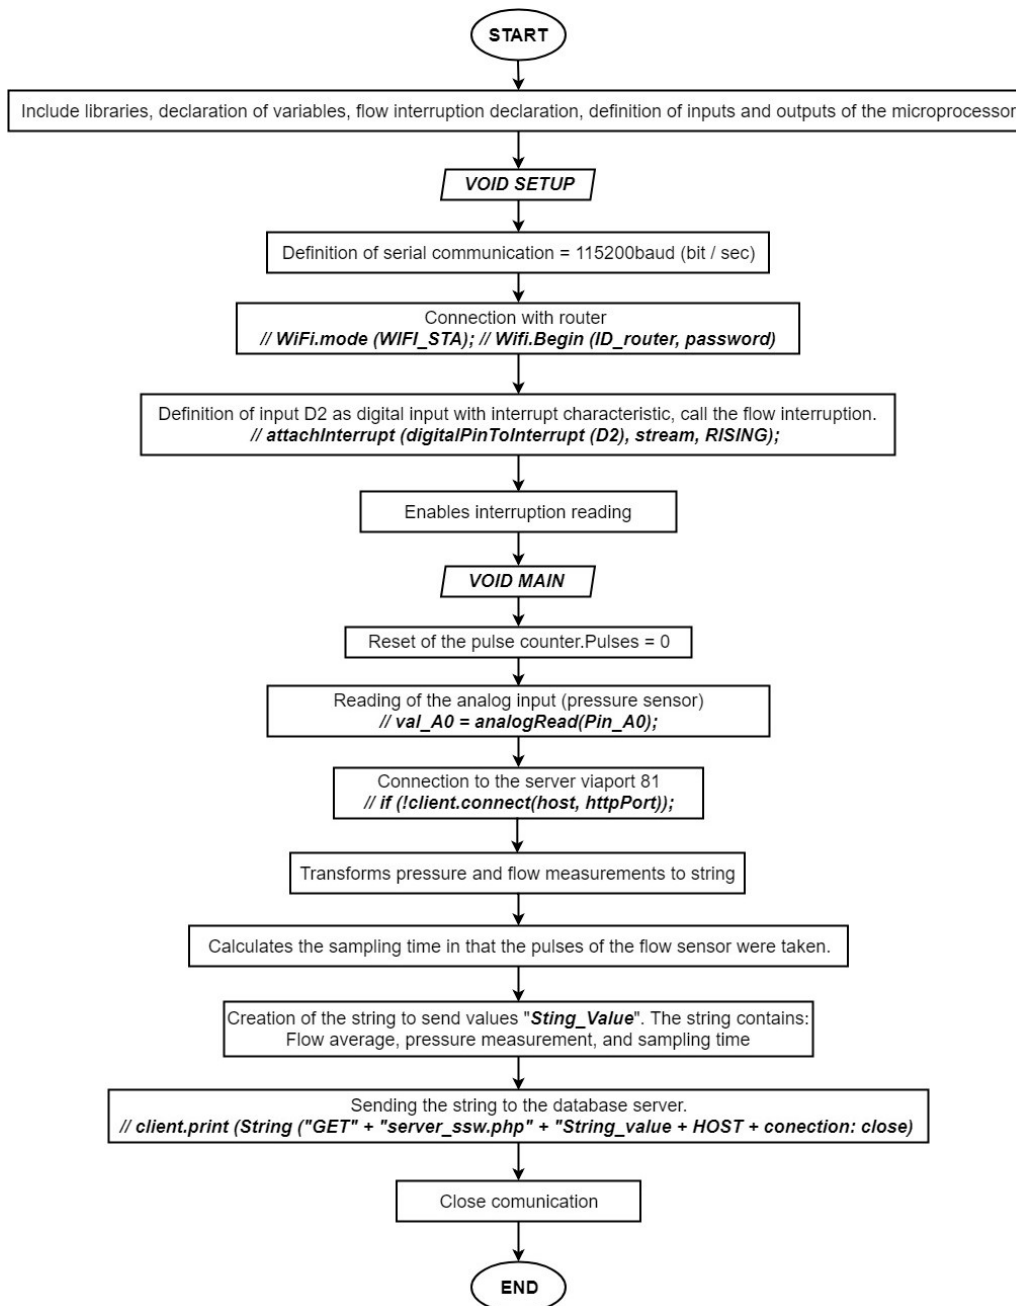 START
Include libraries, declaration of variables, flow interruption declaration, definition of inputs and outputs of the microprocessor
VOID SETUP
Definition of serial communication = 115200baud (bit / sec)
Connection with router
// WiFi.mode (WIFI_STA); // Wifi.Begin (ID_router, password)
Definition of input D2 as digital input with interrupt characteristic, call the flow interruption.
// attachInterrupt (digitalPinToInterrupt (D2), stream, RISING);
Enables interruption reading
VOID MAIN
Reset of the pulse counter.Pulses = 0
Reading of the analog input (pressure sensor)
// val_A0 = analogRead(Pin_A0);
Connection to the server viaport 81
// if (!client.connect(host, httpPort));
Transforms pressure and flow measurements to string
Calculates the sampling time in that the pulses of the flow sensor were taken.
Creation of the string to send values "Sting_Value". The string contains:
Flow average, pressure measurement, and sampling time
Sending the string to the database server.
// client.print (String ("GET" + "server_ssw.php" + "String_value + HOST + conection: close)
Close comunication
END